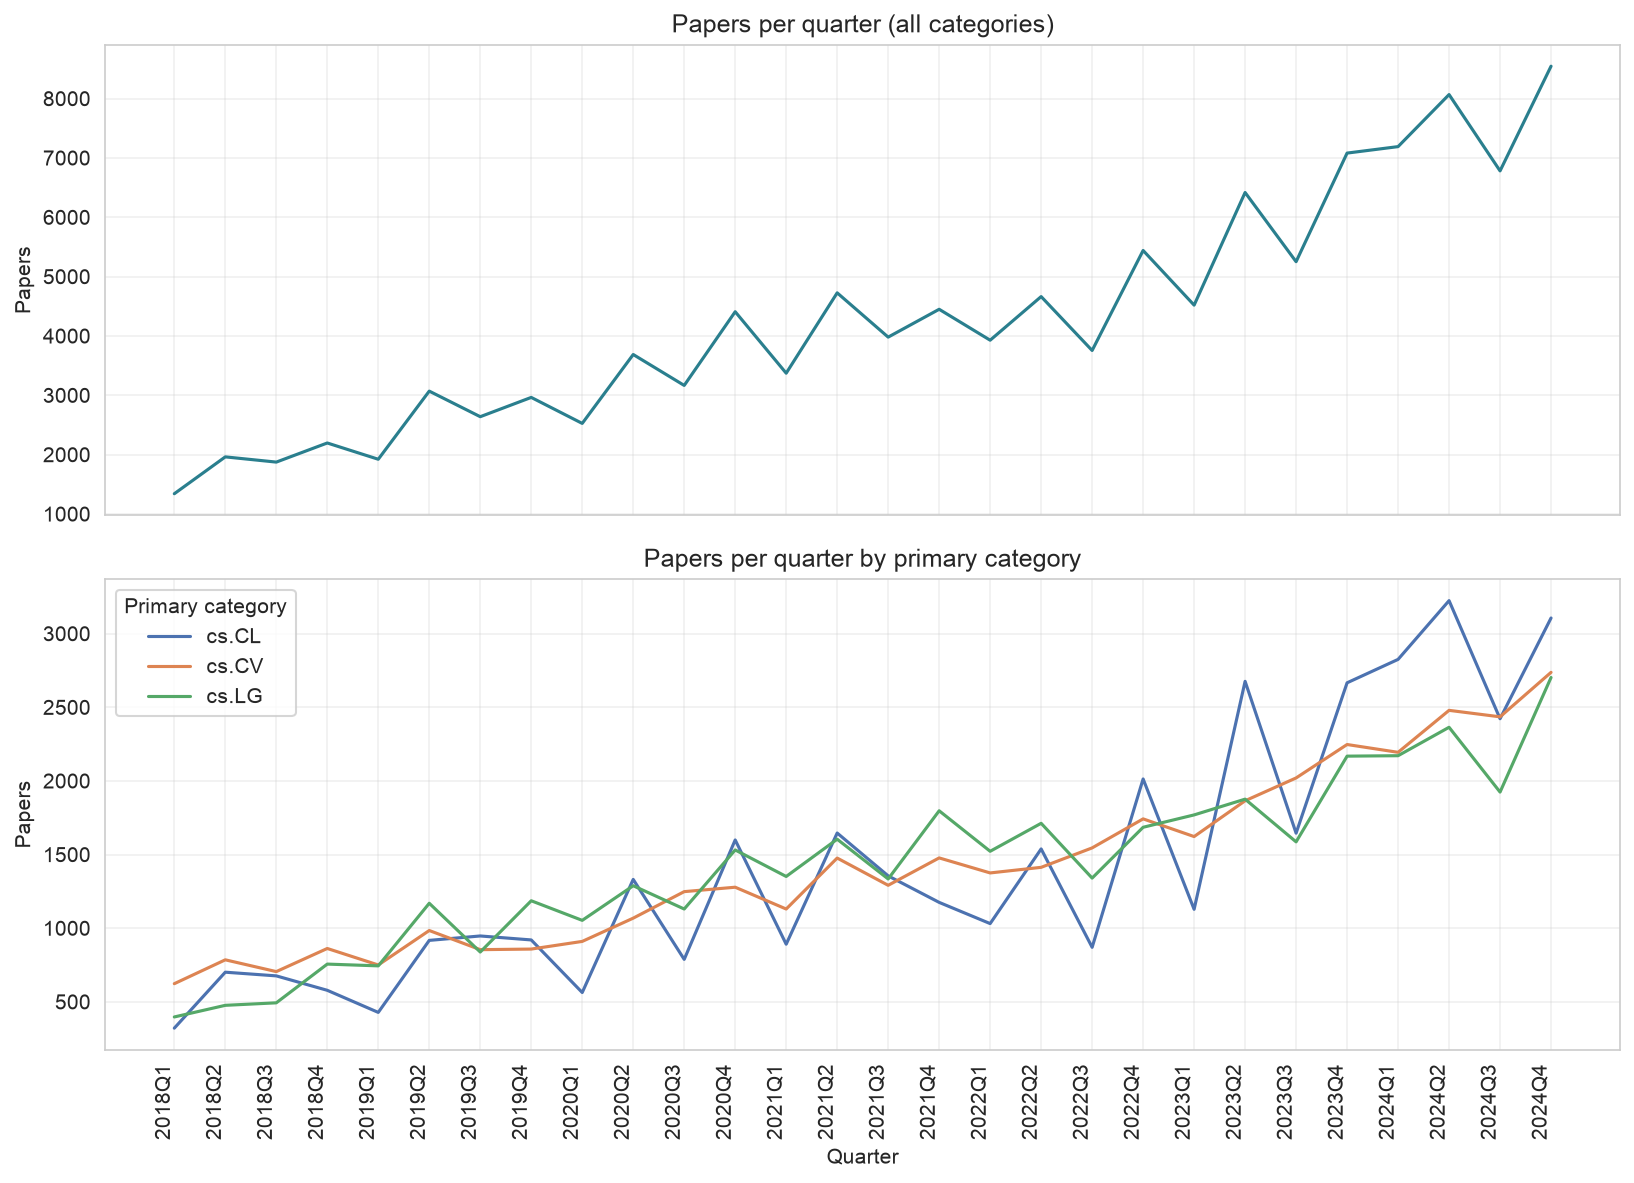 Papers per quarter (all categories)
8000
7000
6000
5000
4000
3000
2000
1000
Papers
Papers per quarter by primary category
Primary category
cs.CL
cs.CV
cs.LG
3000
2500
2000
1500
1000
500
Papers
2018Q1
2018Q2
2018Q3
2018Q4
2019Q1
2019Q2
2019Q3
2019Q4
2020Q1
2020Q2
2020Q3
2020Q4
2021Q1
2021Q2
2021Q3
2021Q4
2022Q1
2022Q2
2022Q3
2022Q4
2023Q1
2023Q2
2023Q3
2023Q4
2024Q1
2024Q2
2024Q3
2024Q4
Quarter